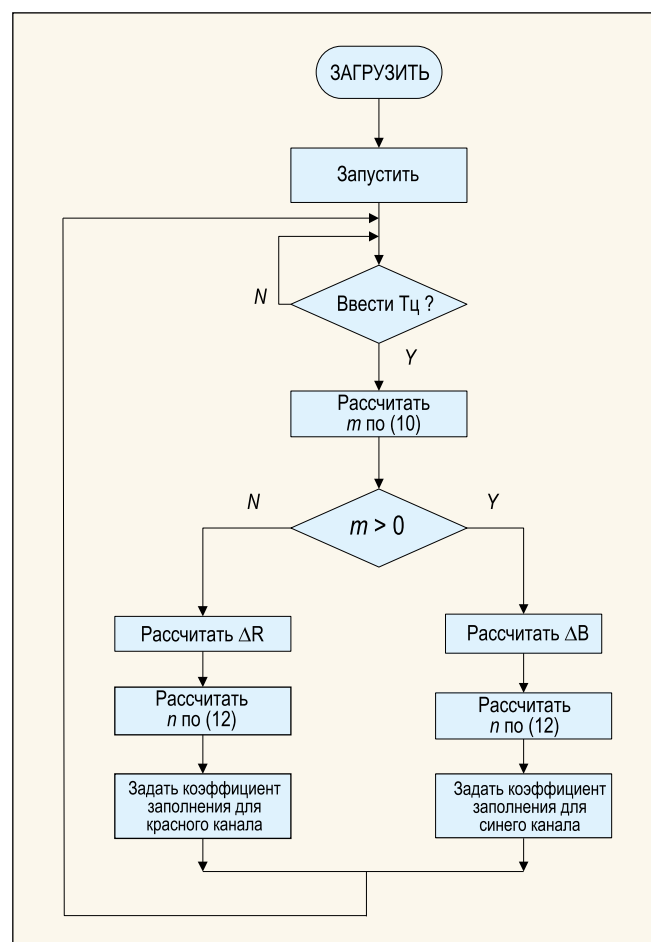 ЗАГРУЗИТЬ
Запустить
N
Ввести Тц ?
Y
Рассчитать
m по (10)
N
Y
m > 0
Рассчитать ΔR
Рассчитать ΔB
Рассчитать
n по (12)
Рассчитать
n по (12)
Задать коэффициент
заполнения для
красного канала
Задать коэффициент
заполнения для
синего канала